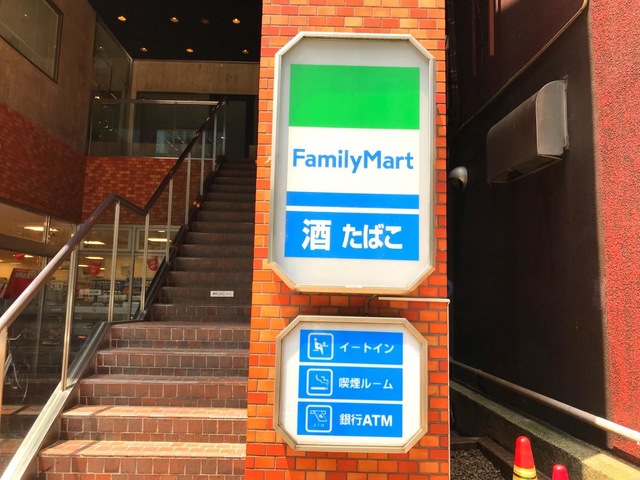 FamilyMart
酒 たばこ
イートイン
喫煙ルーム
銀行ATM